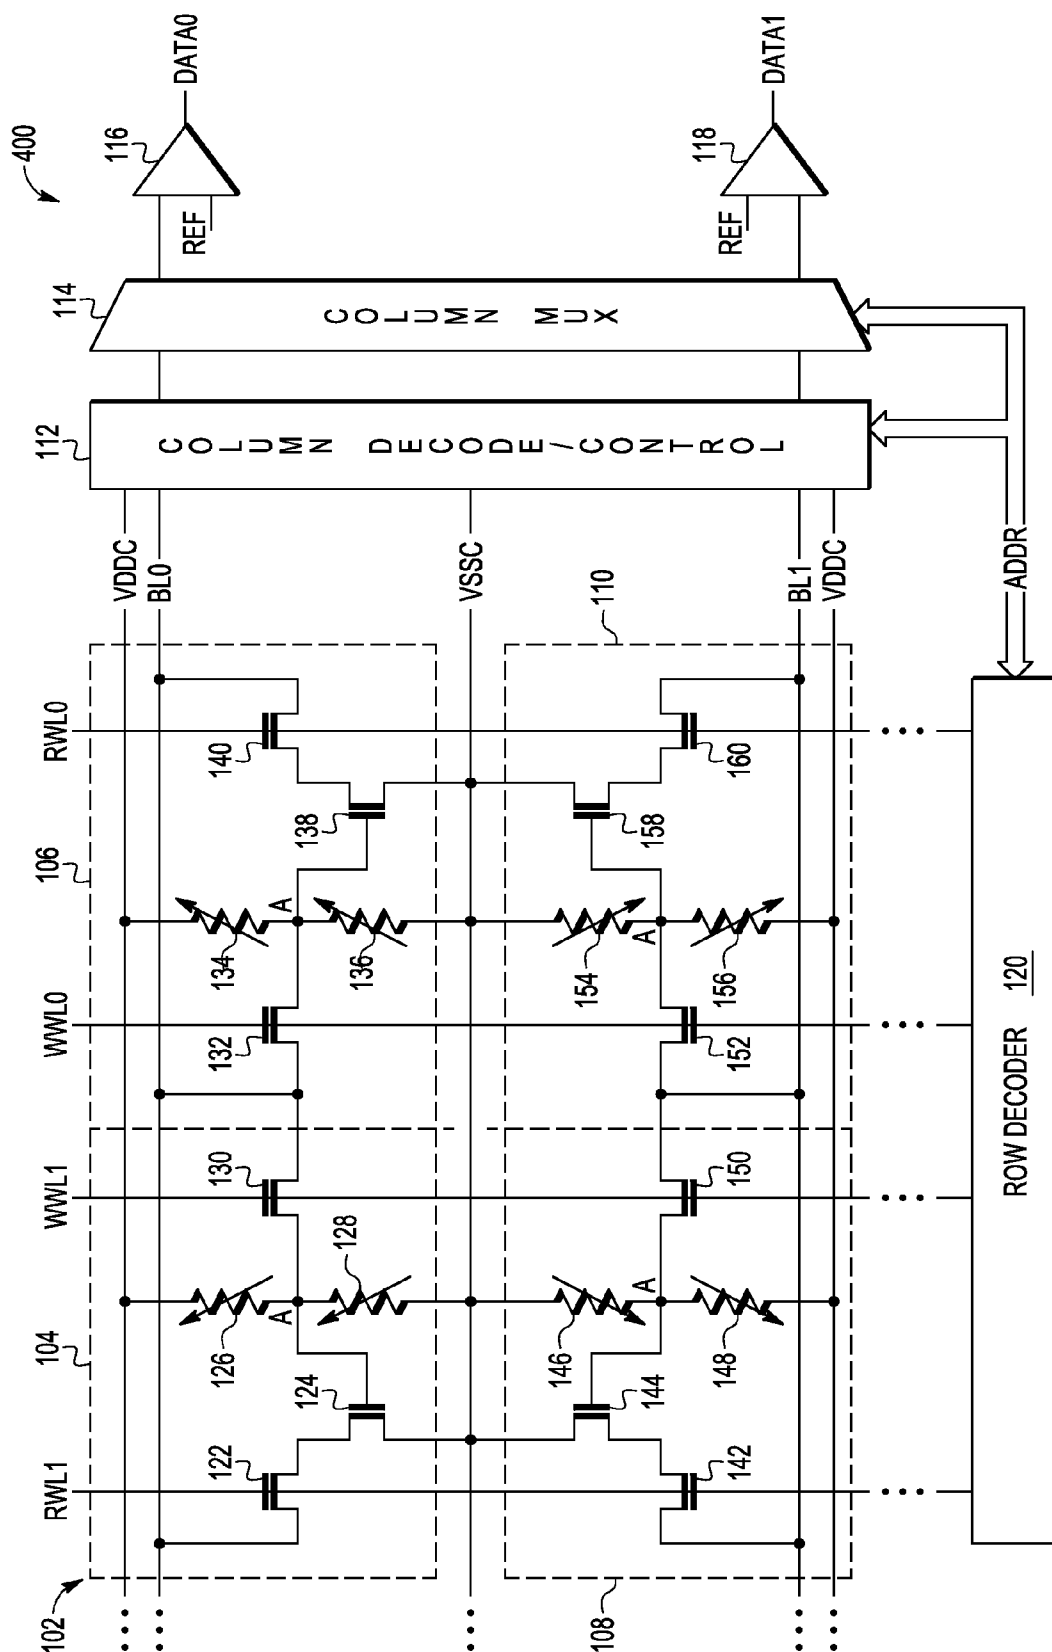 400
102
RWL1
104
WWL1
WWL0
106
RWL0
110
112
114
VDDC
BL0
116
REF
DATA0
122
124
126
A
128
130
132
134
A
136
138
140
VSSC
COLUMN DECODE/CONTROL
COLUMN MUX
108
142
144
146
A
148
150
152
154
A
156
158
160
BL1
VDDC
REF
118
DATA1
ROW DECODER 120
ADDR